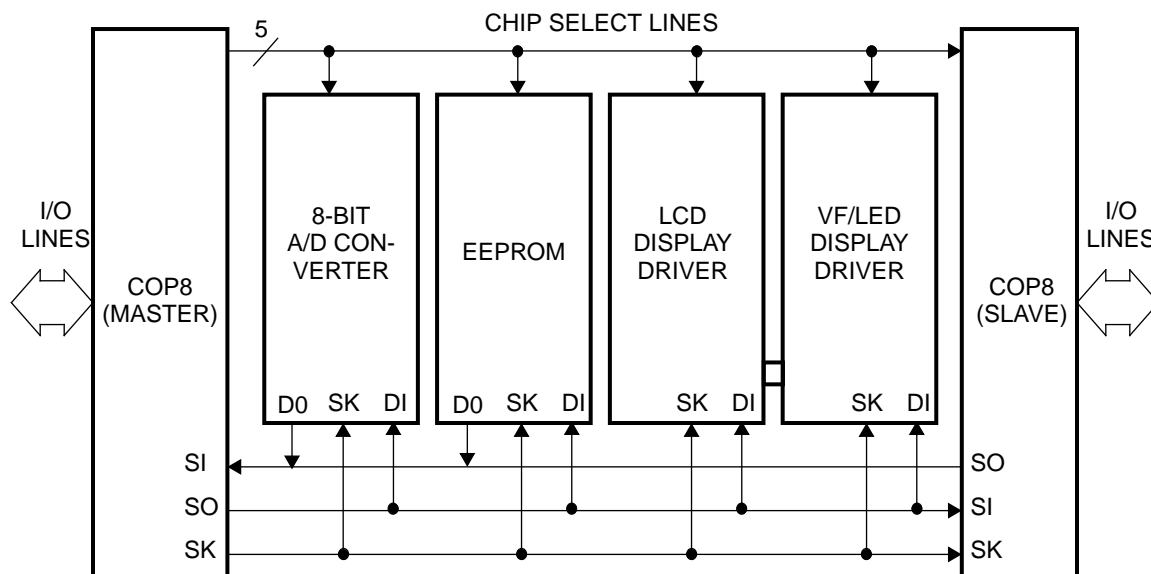 5
CHIP SELECT LINES
I/O
LINES
COP8
(MASTER)
8-BIT
A/D CON-
VERTER
D0 SK DI
EEPROM
D0 SK DI
LCD
DISPLAY
DRIVER
SK DI
VF/LED
DISPLAY
DRIVER
SK DI
COP8
(SLAVE)
I/O
LINES
SI
SO
SO
SI
SK
SK